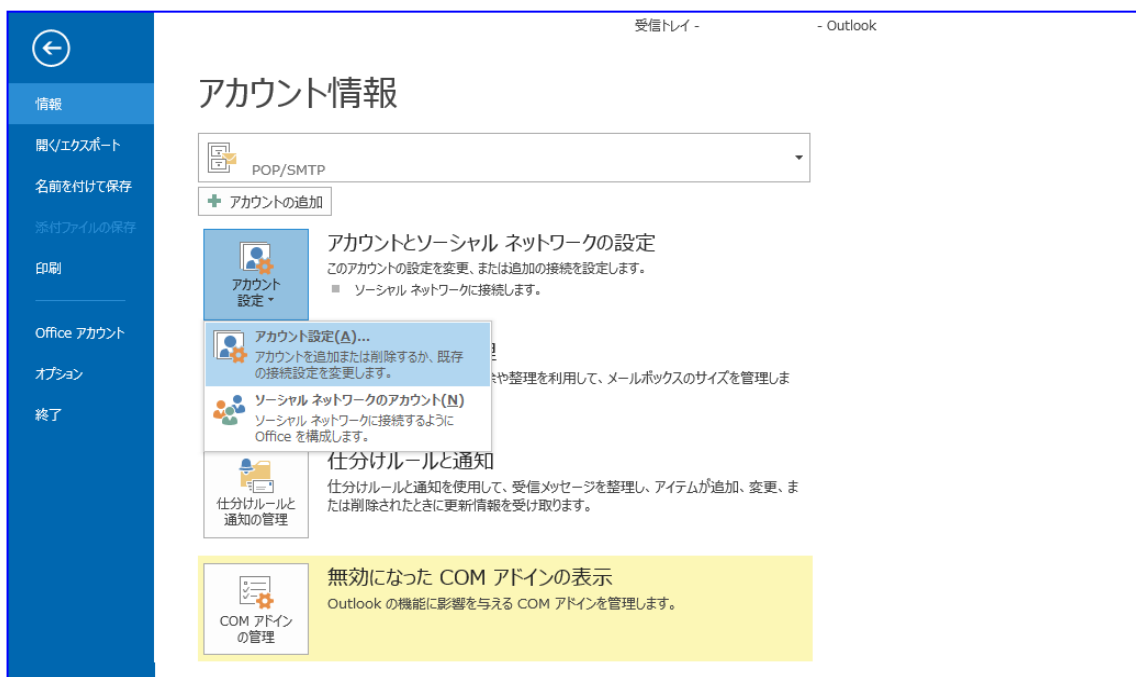 受信トレイ - - Outlook
情報
開く/エクスポート
名前を付けて保存
添付ファイルの保存
印刷
Office アカウント
オプション
終了
アカウント情報
POP/SMTP
アカウントの追加
アカウント
設定
アカウントとソーシャル ネットワークの設定
このアカウントの設定を変更、または追加の接続を設定します。
ソーシャル ネットワークに接続します。
アカウント設定(A)...
アカウントを追加または削除するか、既存
の接続設定を変更します。
ソーシャル ネットワークのアカウント(N)
ソーシャル ネットワークに接続するように
Office を構成します。
や整理を利用して、メールボックスのサイズを管理しま
仕分けルールと
通知の管理
仕分けルールと通知
仕分けルールと通知を使用して、受信メッセージを整理し、アイテムが追加、変更、ま
たは削除されたときに更新情報を受け取ります。
COM アドイン
の管理
無効になった COM アドインの表示
Outlook の機能に影響を与える COM アドインを管理します。